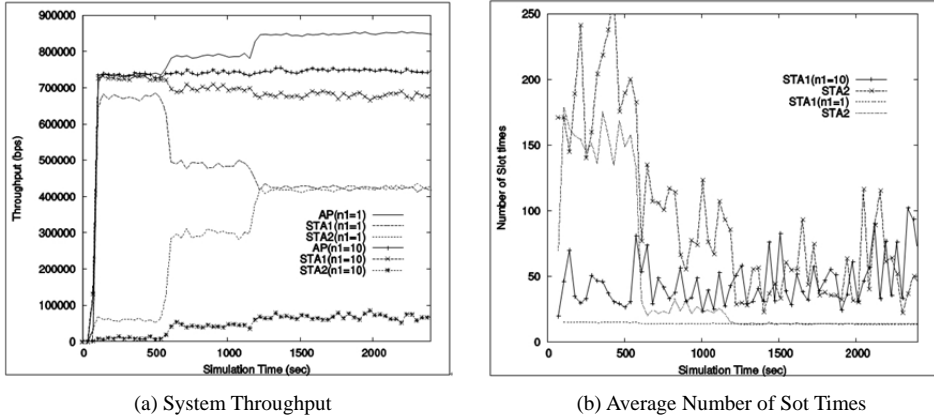 900000
800000
700000
600000
500000
400000
300000
200000
100000
0
Throughput (bps)
AP(n1=1)
STA1(n1=1)
STA2(n1=1)
AP(n1=10)
STA1(n1=10)
STA2(n1=10)
0 500 1000 1500 2000
Simulation Time (sec)
(a) System Throughput
250
200
150
100
50
0
Number of Slot times
STA1(n1=10)
STA2
STA1(n1=1)
STA2
0 500 1000 1500 2000
Simulation Time (sec)
(b) Average Number of Sot Times